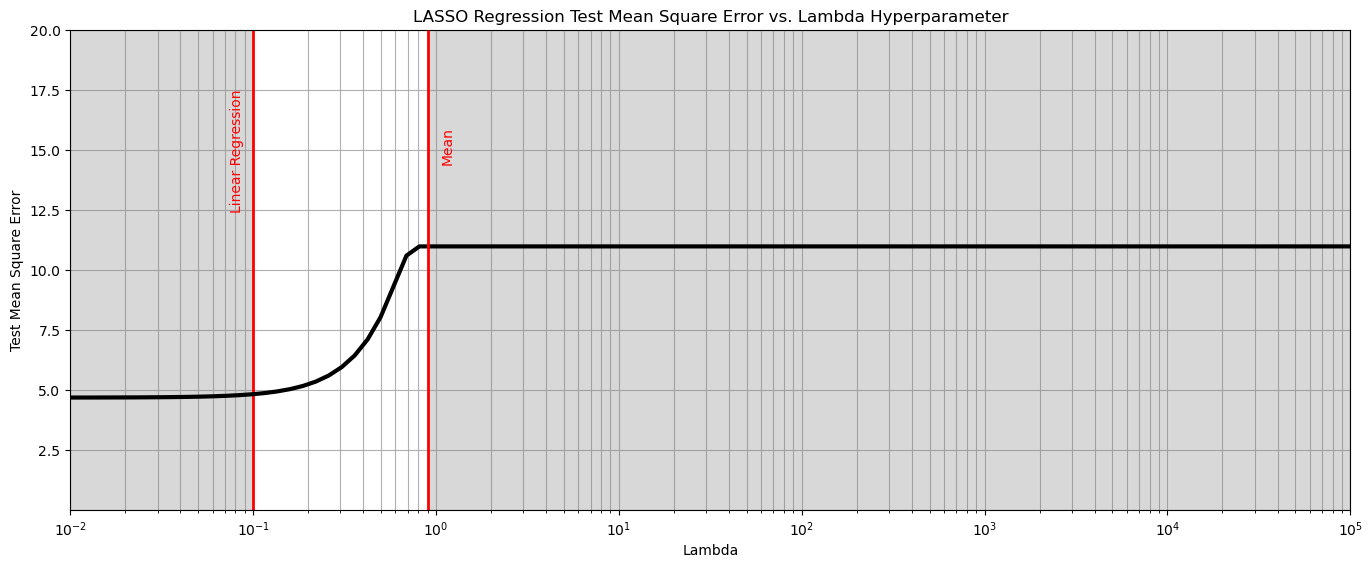 LASSO Regression Test Mean Square Error vs. Lambda Hyperparameter
Test Mean Square Error
20.0
17.5
15.0
12.5
10.0
7.5
5.0
2.5
Linear Regression
Mean
10⁻² 10⁻¹ 10⁰ 10¹ 10² 10³ 10⁴ 10⁵
Lambda